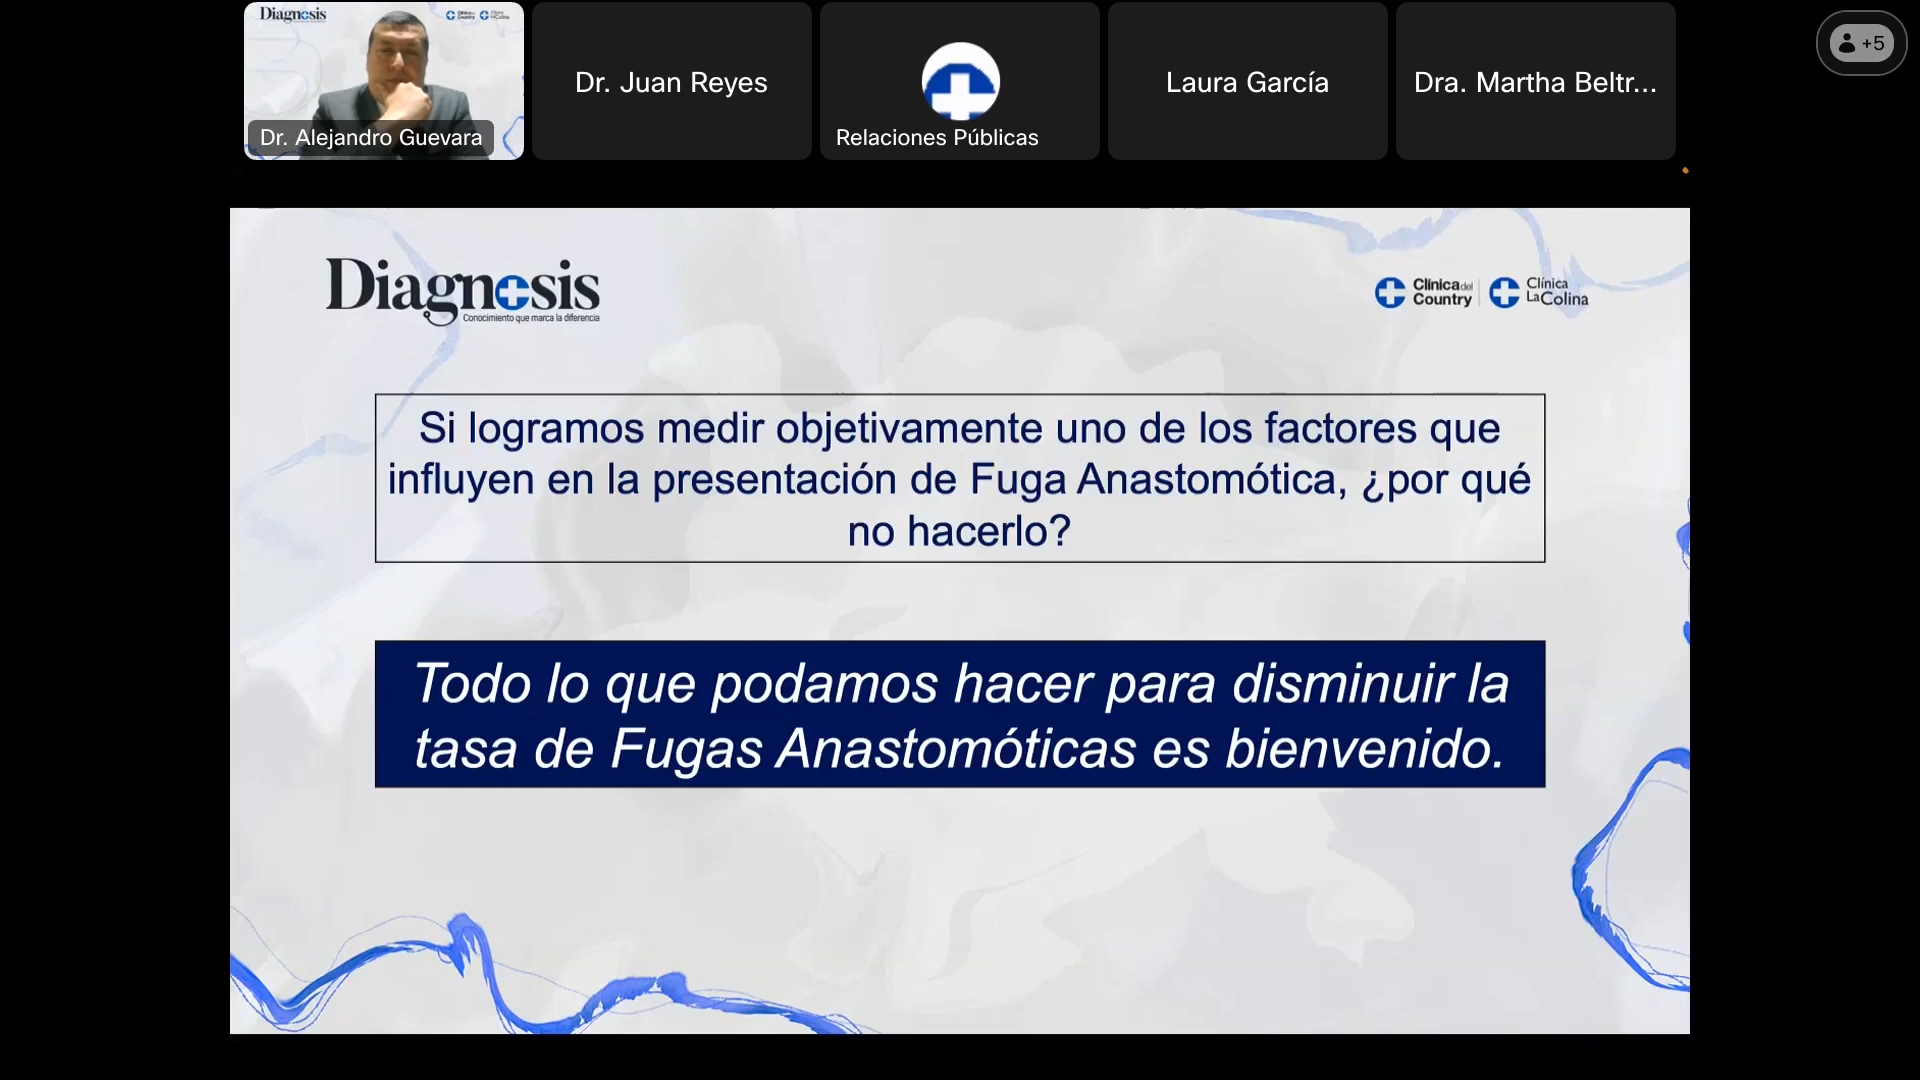 Diagnosis
Dr. Alejandro Guevara
Dr. Juan Reyes
Relaciones Públicas
Laura García
Dra. Martha Beltr...
+5
Diagnosis
Conocimiento que marca la diferencia
Clínica del
Country
Clínica
La Colina
Si logramos medir objetivamente uno de los factores que
influyen en la presentación de Fuga Anastomótica, ¿por qué
no hacerlo?
Todo lo que podamos hacer para disminuir la
tasa de Fugas Anastomóticas es bienvenido.